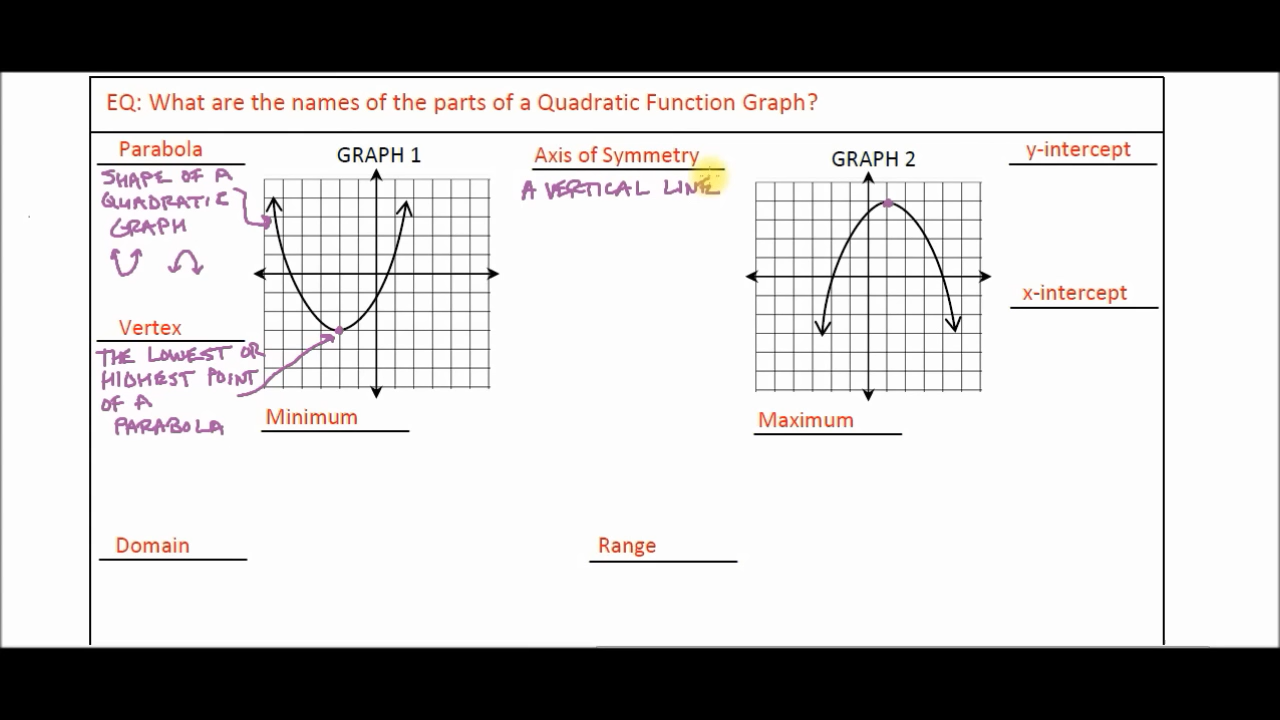 EQ: What are the names of the parts of a Quadratic Function Graph?
Parabola
SHAPE OF A
QUADRATIC
GRAPH
Vertex
THE LOWEST OR
HIGHEST POINT
OF A
PARABOLA
GRAPH 1
Minimum
Axis of Symmetry
A VERTICAL LINE
GRAPH 2
Maximum
y-intercept
x-intercept
Domain
Range